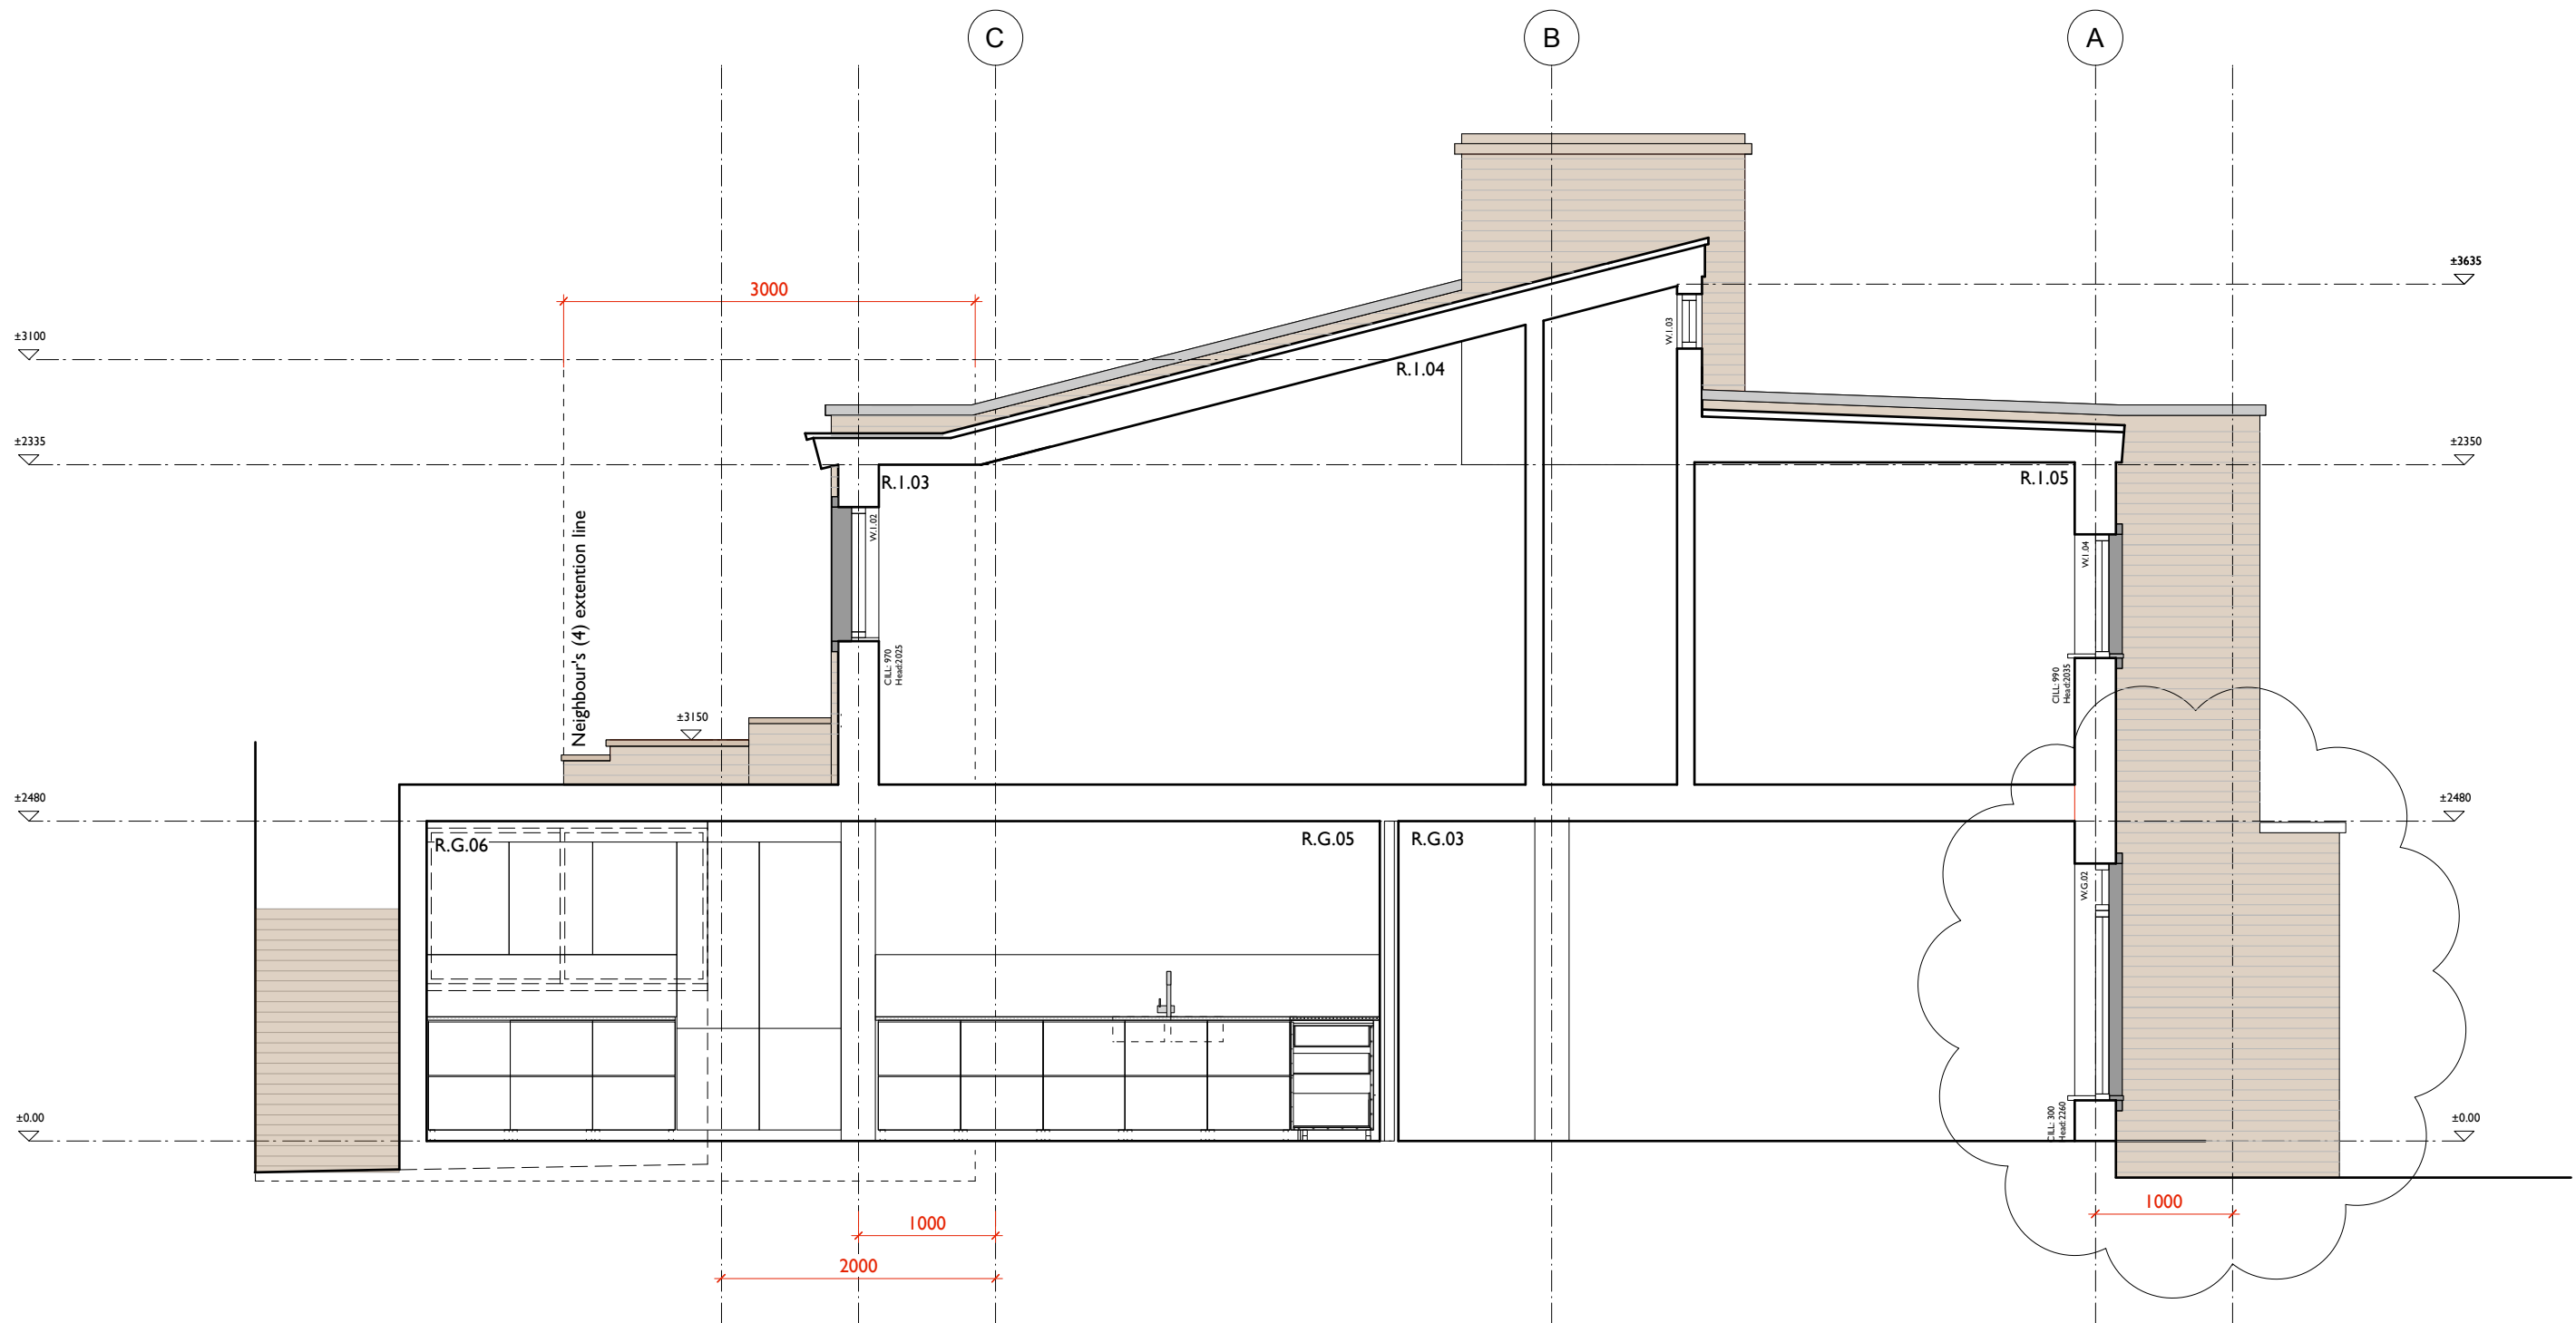 C
B
A
±3635
3000
±3100
W.1.03
R.1.04
±2335
±2350
R.1.03
R.1.05
W.1.02
Neighbour's (4) extention line
W.1.04
CILL: 970
Head:2025
CILL: 990
Head:2035
±3150
±2480
±2480
R.G.06
R.G.05
R.G.03
W.G.02
±0.00
±0.00
CILL: 300
Head:2260
1000
1000
2000